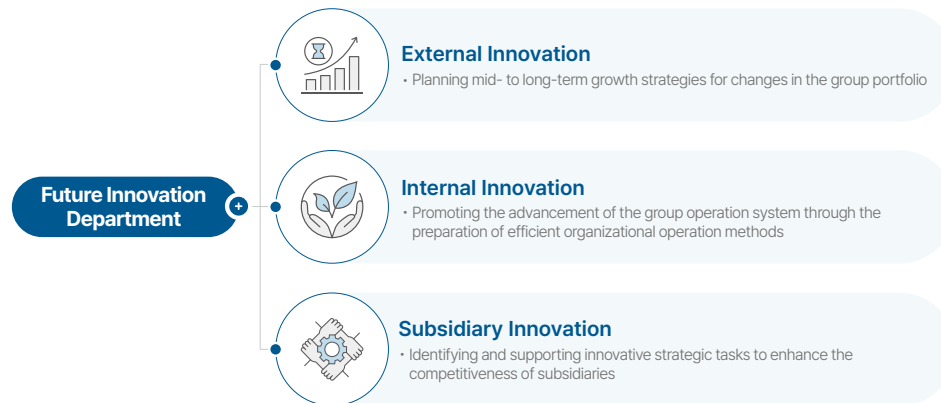 Future Innovation
Department
External Innovation
· Planning mid- to long-term growth strategies for changes in the group portfolio
Internal Innovation
· Promoting the advancement of the group operation system through the
preparation of efficient organizational operation methods
Subsidiary Innovation
· Identifying and supporting innovative strategic tasks to enhance the
competitiveness of subsidiaries